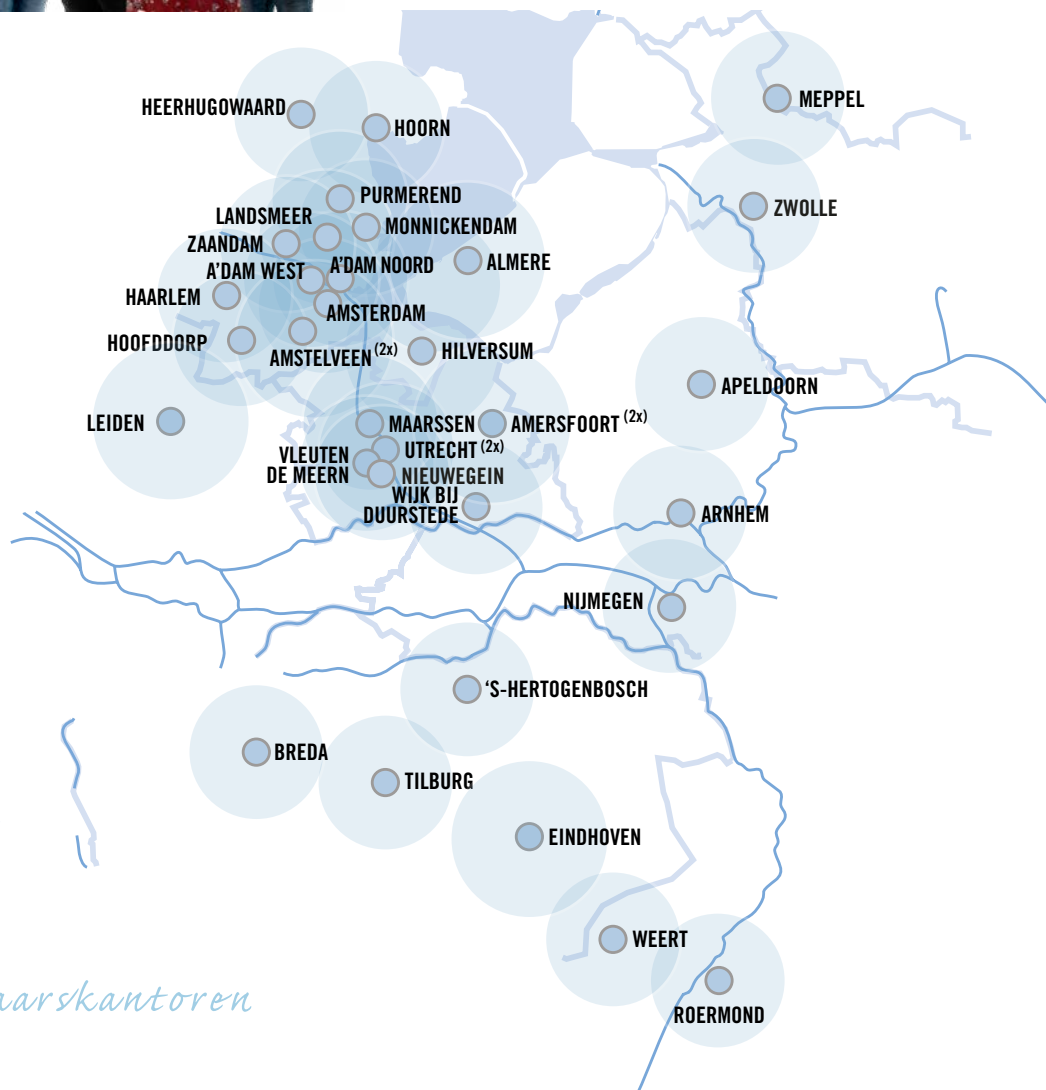 HEERHUGOWAARD
HOORN
MEPPEL
PURMEREND
ZWOLLE
LANDSMEER
MONNICKENDAM
ZAANDAM
A'DAM WEST
A'DAM NOORD
ALMERE
HAARLEM
AMSTERDAM
HOOFDDORP
AMSTELVEEN (2x)
HILVERSUM
APELDOORN
LEIDEN
MAARSSEN
AMERSFOORT (2x)
UTRECHT (2x)
VLEUTEN
DE MEERN
NIEUWEGEIN
WIJK BIJ
DUURSTEDE
ARNHEM
NIJMEGEN
'S-HERTOGENBOSCH
BREDA
TILBURG
EINDHOVEN
WEERT
aarskantoren
ROERMOND